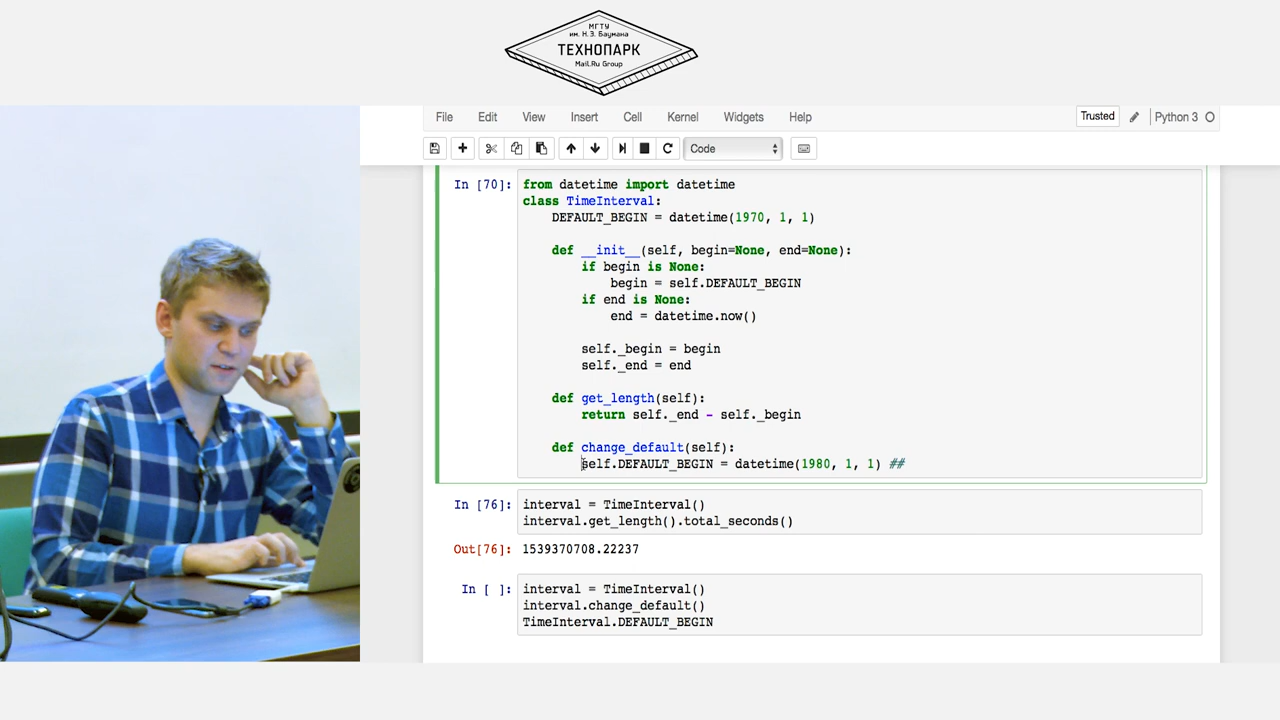 МГТУ
им. Н.Э. Баумана
ТЕХНОПАРК
Mail.Ru Group
File Edit View Insert Cell Kernel Widgets Help Trusted Python 3
Code
In [70]: from datetime import datetime
class TimeInterval:
    DEFAULT_BEGIN = datetime(1970, 1, 1)
    def __init__(self, begin=None, end=None):
        if begin is None:
            begin = self.DEFAULT_BEGIN
        if end is None:
            end = datetime.now()
        self._begin = begin
        self._end = end
    def get_length(self):
        return self._end - self._begin
    def change_default(self):
        self.DEFAULT_BEGIN = datetime(1980, 1, 1) ##
In [76]: interval = TimeInterval()
interval.get_length().total_seconds()
Out[76]: 1539370708.22237
In [ ]: interval = TimeInterval()
interval.change_default()
TimeInterval.DEFAULT_BEGIN